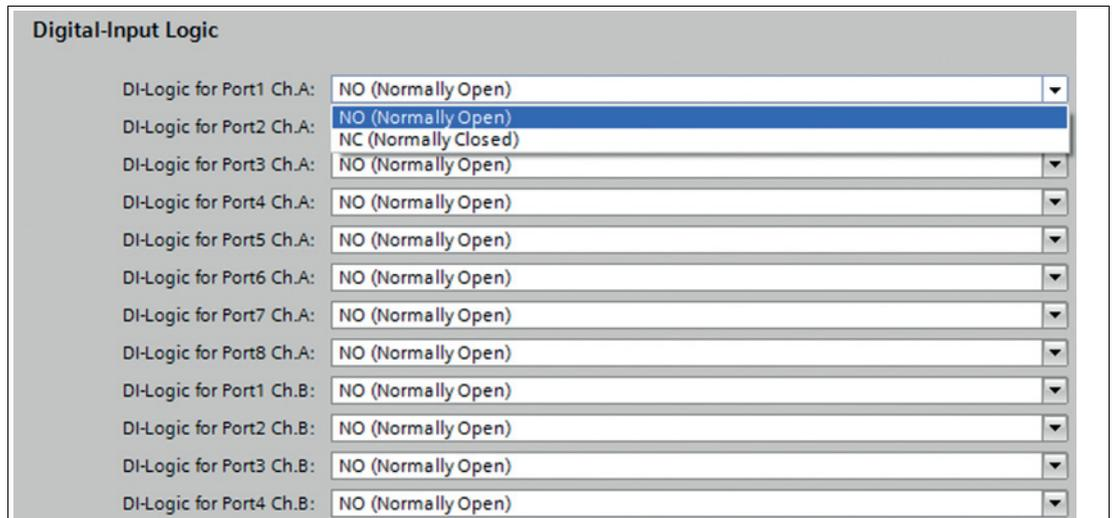 Digital-Input Logic
DI-Logic for Port1 Ch.A: NO (Normally Open)
NO (Normally Open)
DI-Logic for Port2 Ch.A:
NC (Normally Closed)
DI-Logic for Port3 Ch.A: NO (Normally Open)
DI-Logic for Port4 Ch.A: NO (Normally Open)
DI-Logic for Port5 Ch.A: NO (Normally Open)
DI-Logic for Port6 Ch.A: NO (Normally Open)
DI-Logic for Port7 Ch.A: NO (Normally Open)
DI-Logic for Port8 Ch.A: NO (Normally Open)
DI-Logic for Port1 Ch.B: NO (Normally Open)
DI-Logic for Port2 Ch.B: NO (Normally Open)
DI-Logic for Port3 Ch.B: NO (Normally Open)
DI-Logic for Port4 Ch.B: NO (Normally Open)